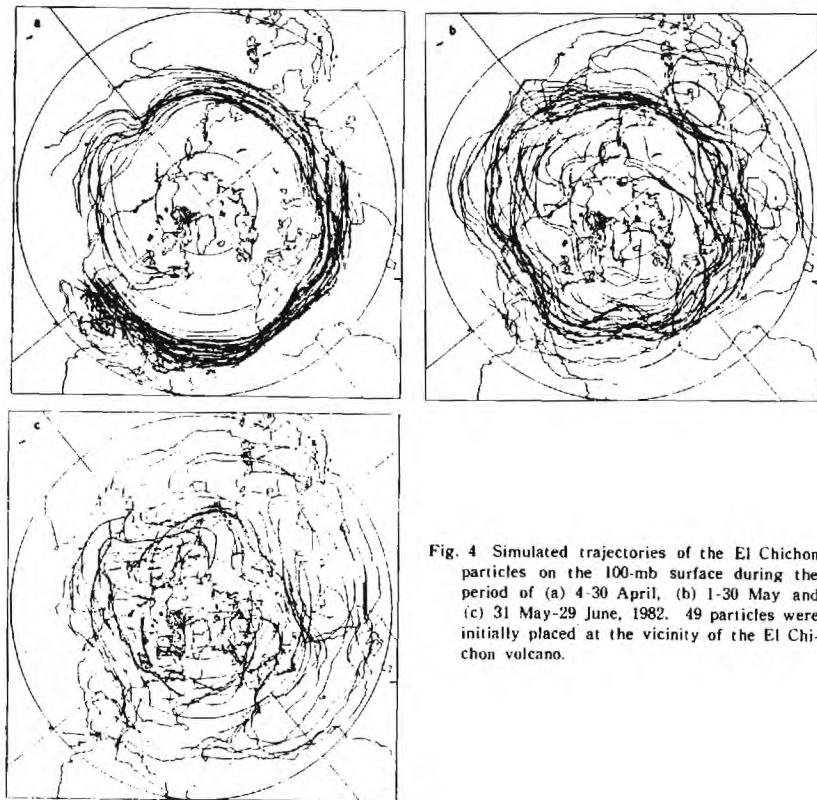 a
b
c
Fig. 4 Simulated trajectories of the El Chichon
particles on the 100-mb surface during the
period of (a) 4-30 April, (b) 1-30 May and
(c) 31 May-29 June, 1982. 49 particles were
initially placed at the vicinity of the El Chi-
chon volcano.